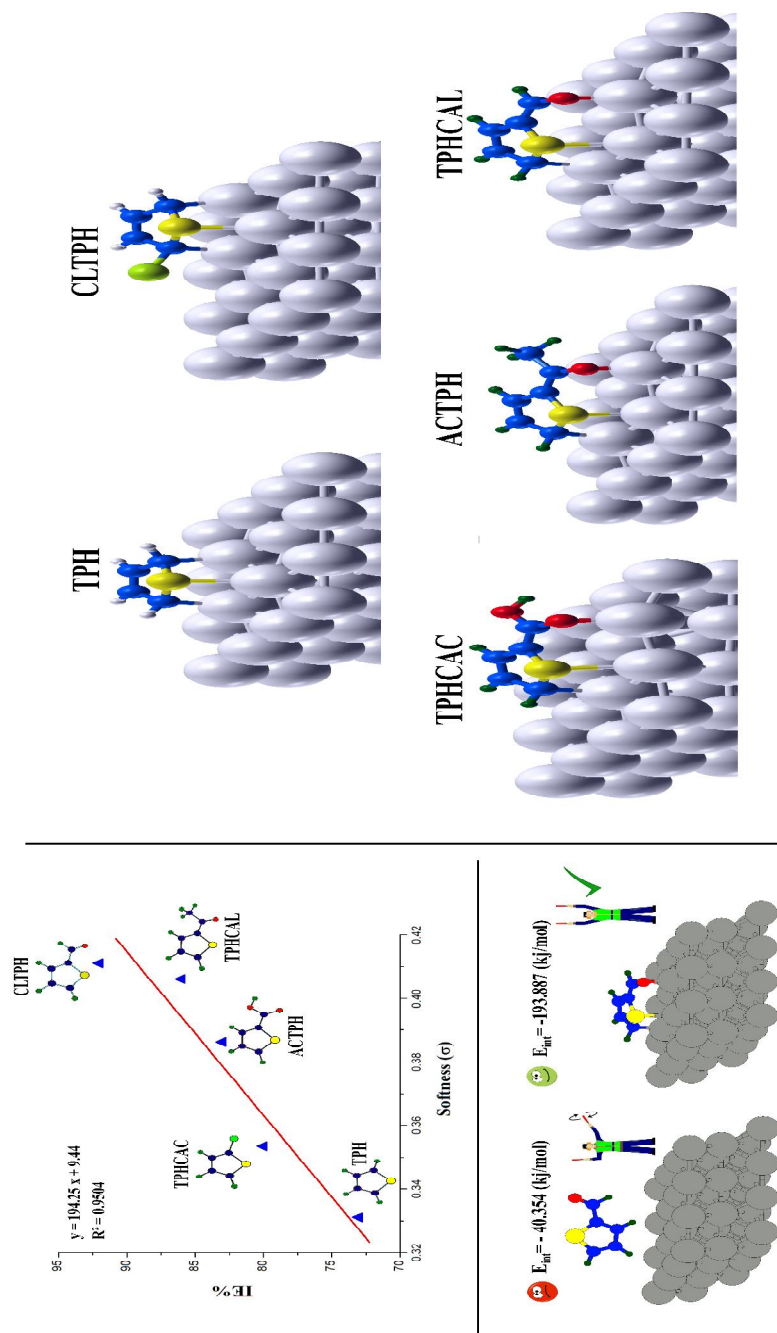 TPH
CLTPH
TPHCAC
ACTPH
TPHCAL
y = 194.25 x + 9.44
R² = 0.9504
95
90
85
80
75
70
IE%
CLTPH
TPHCAL
ACTPH
TPHCAC
TPH
0.32
0.34
0.36
0.38
0.40
0.42
Softness (σ)
E_int= - 40.354 (kj/mol)
E_int= -193.887 (kj/mol)